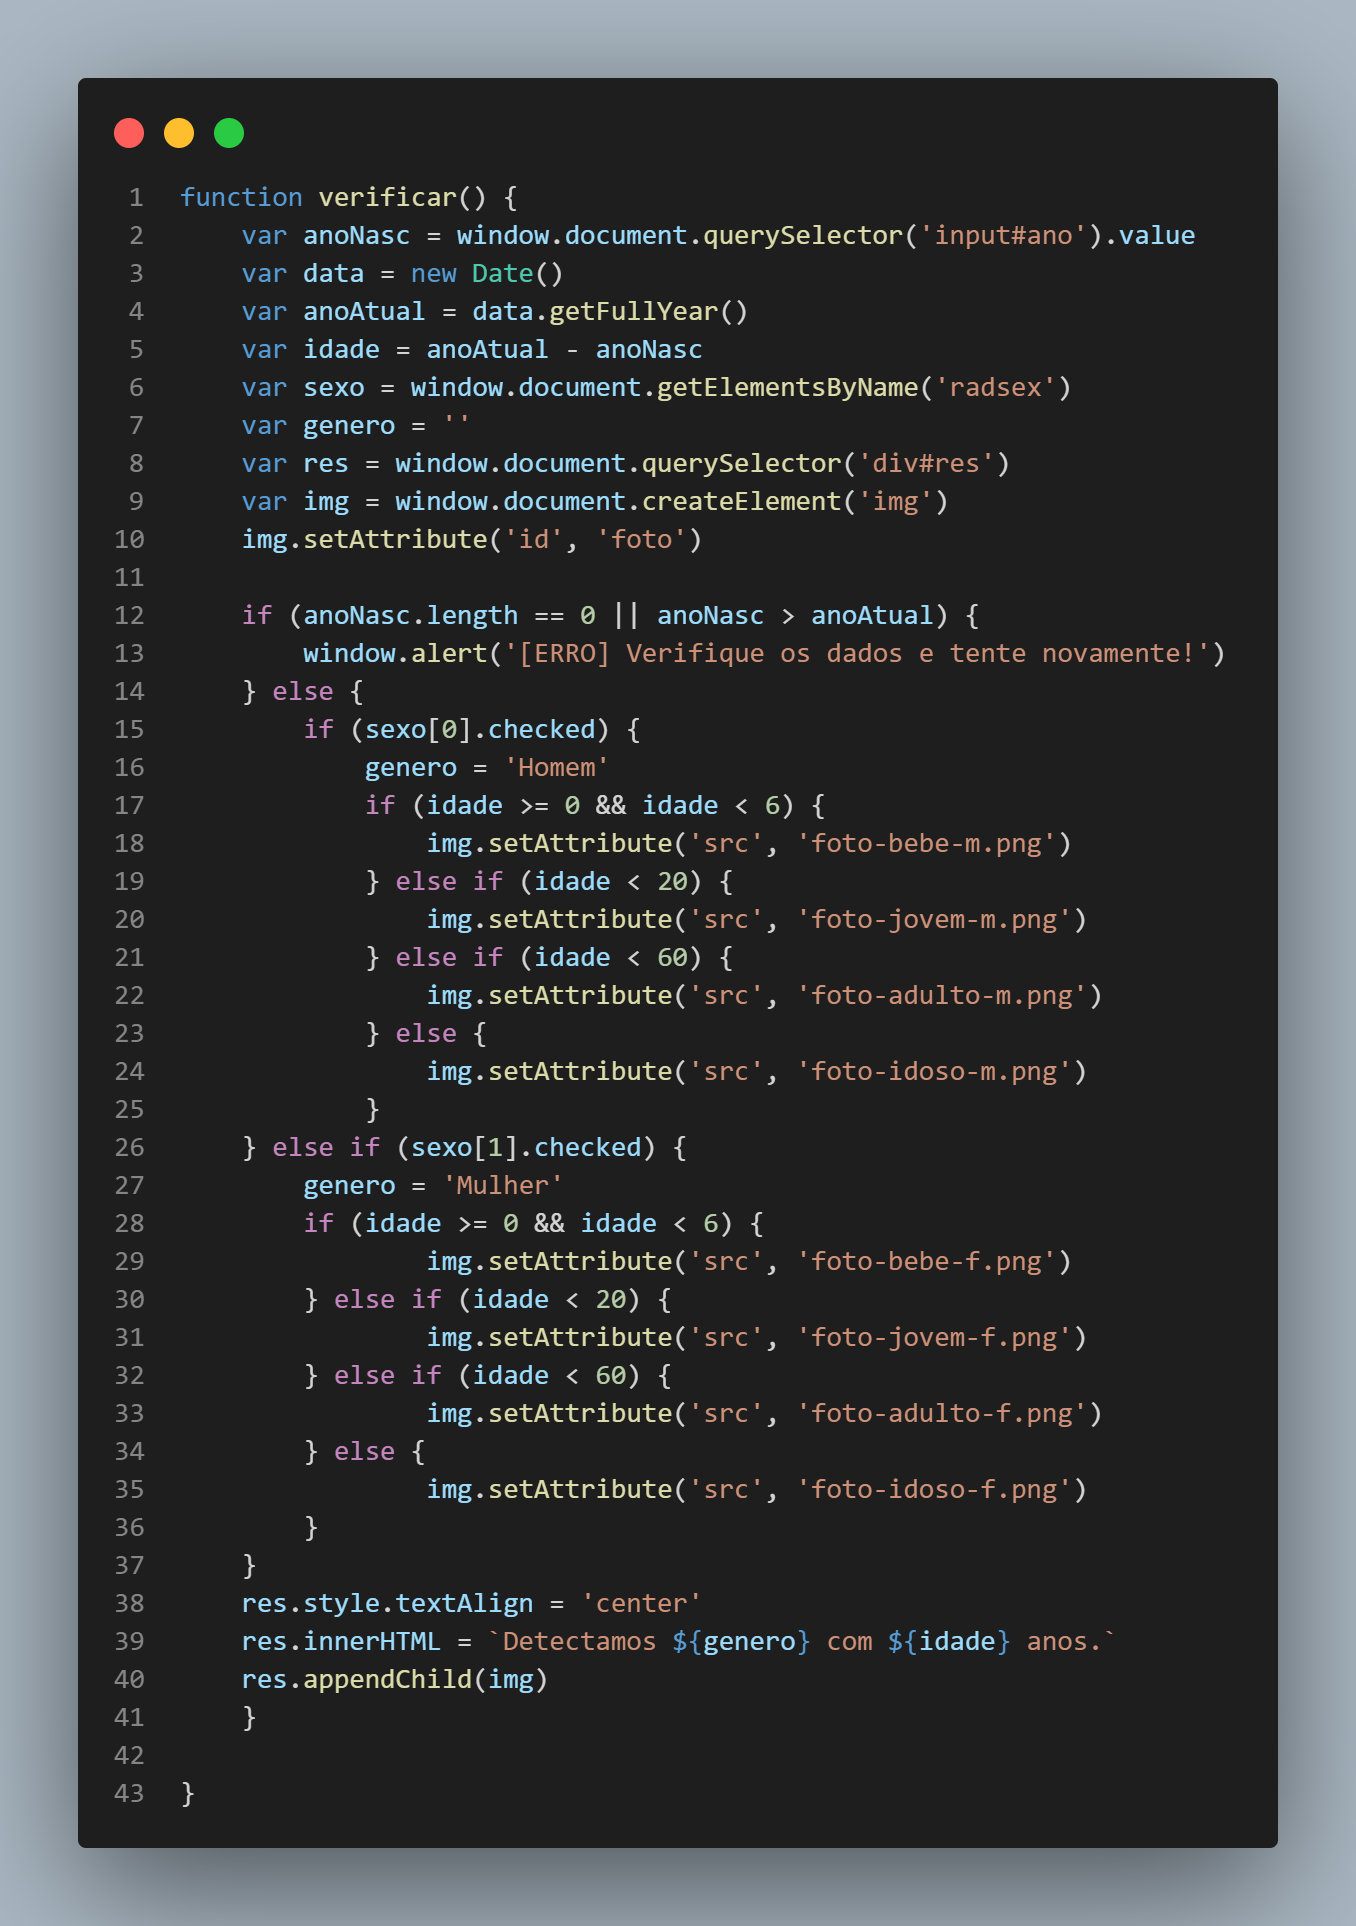 1 function verificar() {
2     var anoNasc = window.document.querySelector('input#ano').value
3     var data = new Date()
4     var anoAtual = data.getFullYear()
5     var idade = anoAtual - anoNasc
6     var sexo = window.document.getElementsByName('radsex')
7     var genero = ''
8     var res = window.document.querySelector('div#res')
9     var img = window.document.createElement('img')
10     img.setAttribute('id', 'foto')
11
12     if (anoNasc.length == 0 || anoNasc > anoAtual) {
13         window.alert('[ERRO] Verifique os dados e tente novamente!')
14     } else {
15         if (sexo[0].checked) {
16             genero = 'Homem'
17             if (idade >= 0 && idade < 6) {
18                 img.setAttribute('src', 'foto-bebe-m.png')
19             } else if (idade < 20) {
20                 img.setAttribute('src', 'foto-jovem-m.png')
21             } else if (idade < 60) {
22                 img.setAttribute('src', 'foto-adulto-m.png')
23             } else {
24                 img.setAttribute('src', 'foto-idoso-m.png')
25             }
26     } else if (sexo[1].checked) {
27         genero = 'Mulher'
28         if (idade >= 0 && idade < 6) {
29                 img.setAttribute('src', 'foto-bebe-f.png')
30         } else if (idade < 20) {
31                 img.setAttribute('src', 'foto-jovem-f.png')
32         } else if (idade < 60) {
33                 img.setAttribute('src', 'foto-adulto-f.png')
34         } else {
35                 img.setAttribute('src', 'foto-idoso-f.png')
36         }
37     }
38     res.style.textAlign = 'center'
39     res.innerHTML = `Detectamos ${genero} com ${idade} anos.`
40     res.appendChild(img)
41     }
42
43 }